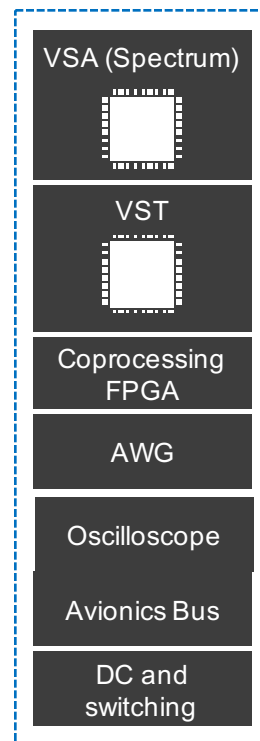 VSA (Spectrum)
VST
Coprocessing
FPGA
AWG
Oscilloscope
Avionics Bus
DC and
switching